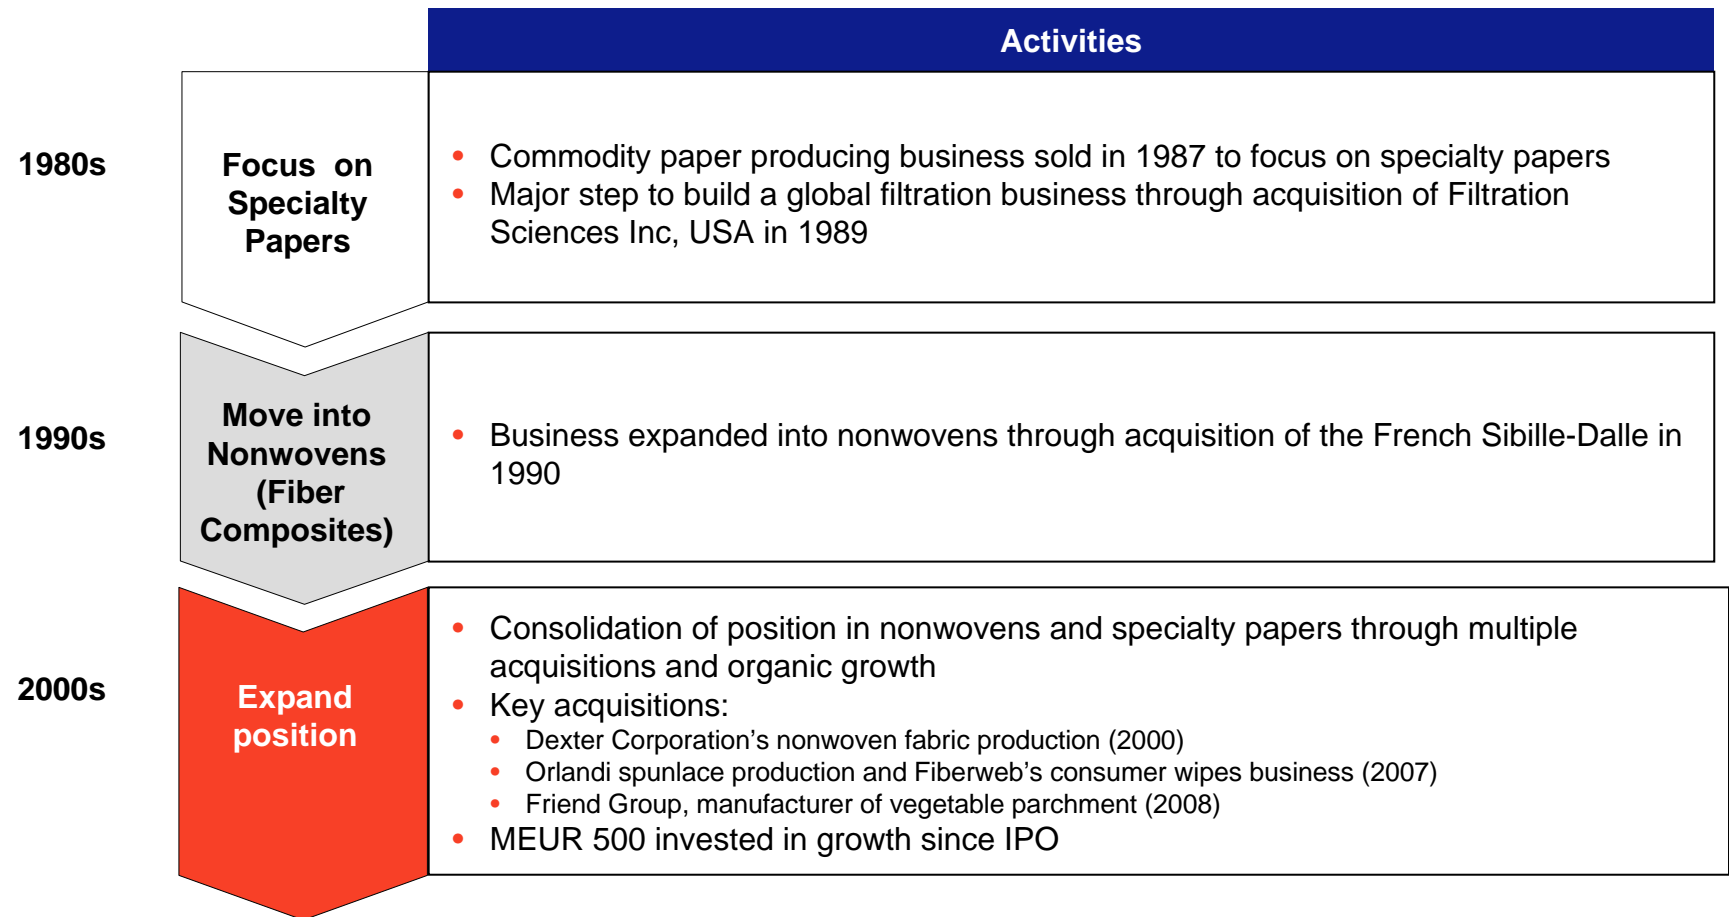 Activities
1980s
Focus on
Specialty
Papers
• Commodity paper producing business sold in 1987 to focus on specialty papers
• Major step to build a global filtration business through acquisition of Filtration
Sciences Inc, USA in 1989
1990s
Move into
Nonwovens
(Fiber
Composites)
• Business expanded into nonwovens through acquisition of the French Sibille-Dalle in
1990
2000s
Expand
position
• Consolidation of position in nonwovens and specialty papers through multiple
acquisitions and organic growth
• Key acquisitions:
• Dexter Corporation’s nonwoven fabric production (2000)
• Orlandi spunlace production and Fiberweb’s consumer wipes business (2007)
• Friend Group, manufacturer of vegetable parchment (2008)
• MEUR 500 invested in growth since IPO